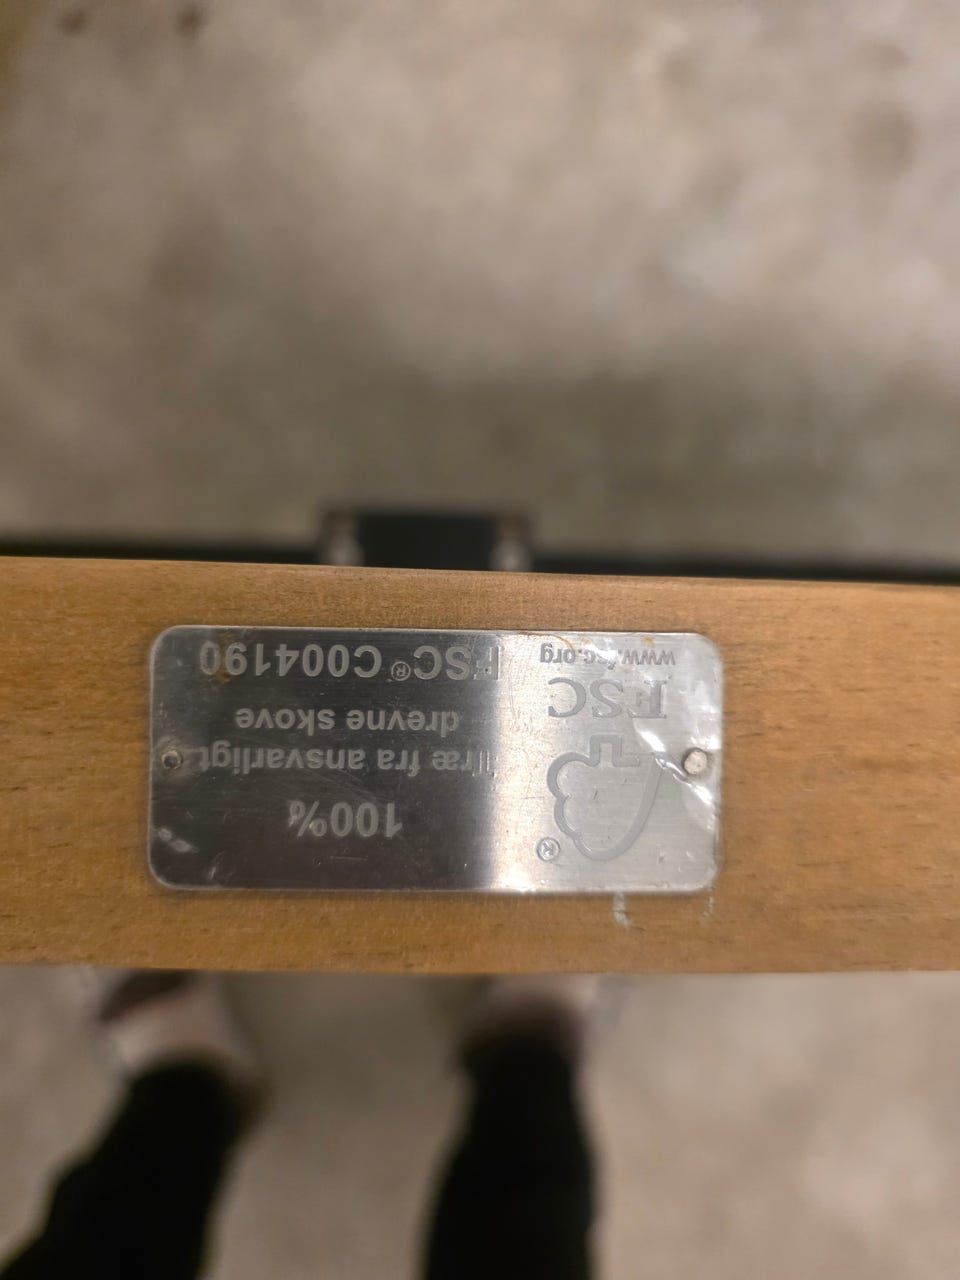 ®
FSC
www.fsc.org
100%
træ fra ansvarligt
drevne skove
FSC® C004190